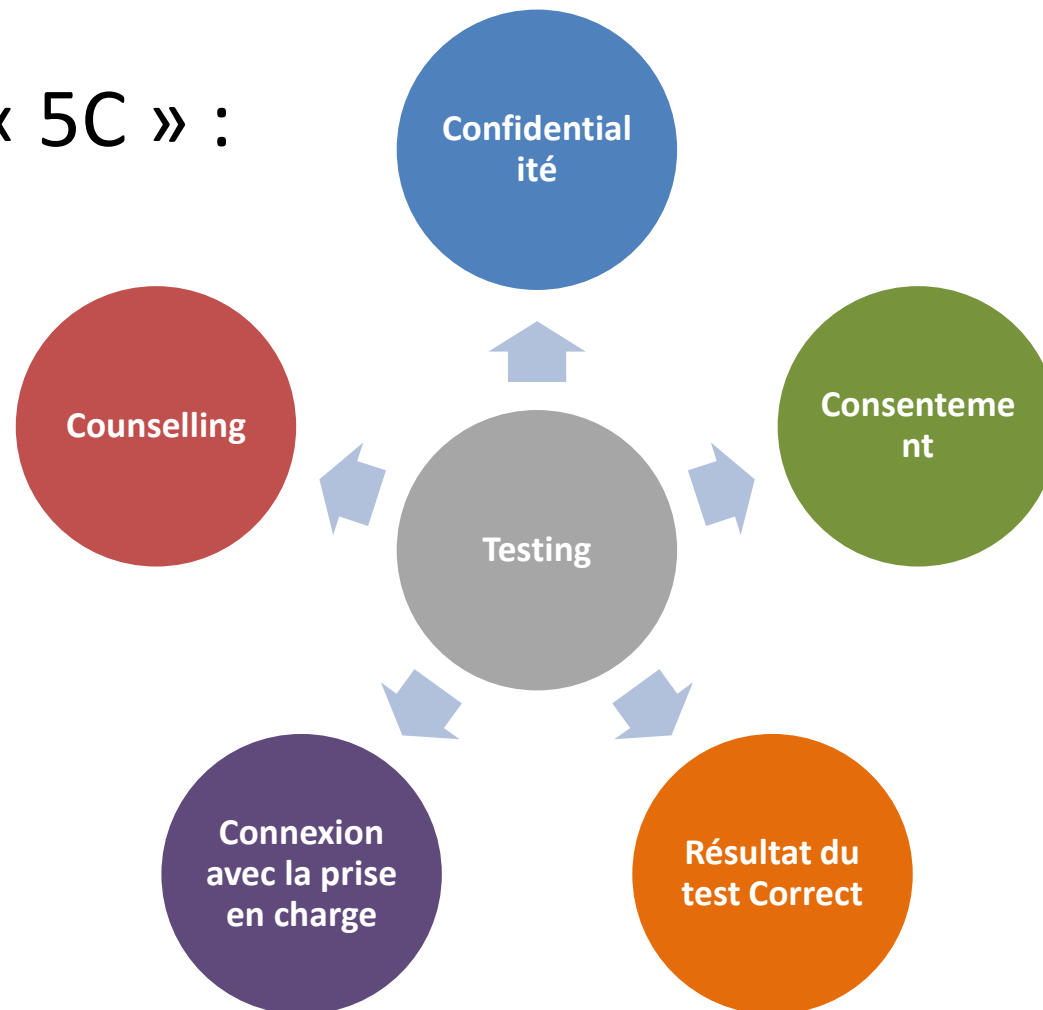 « 5C » :
Confidential
ité
Consenteme
nt
Counselling
Testing
Connexion
avec la prise
en charge
Résultat du
test Correct